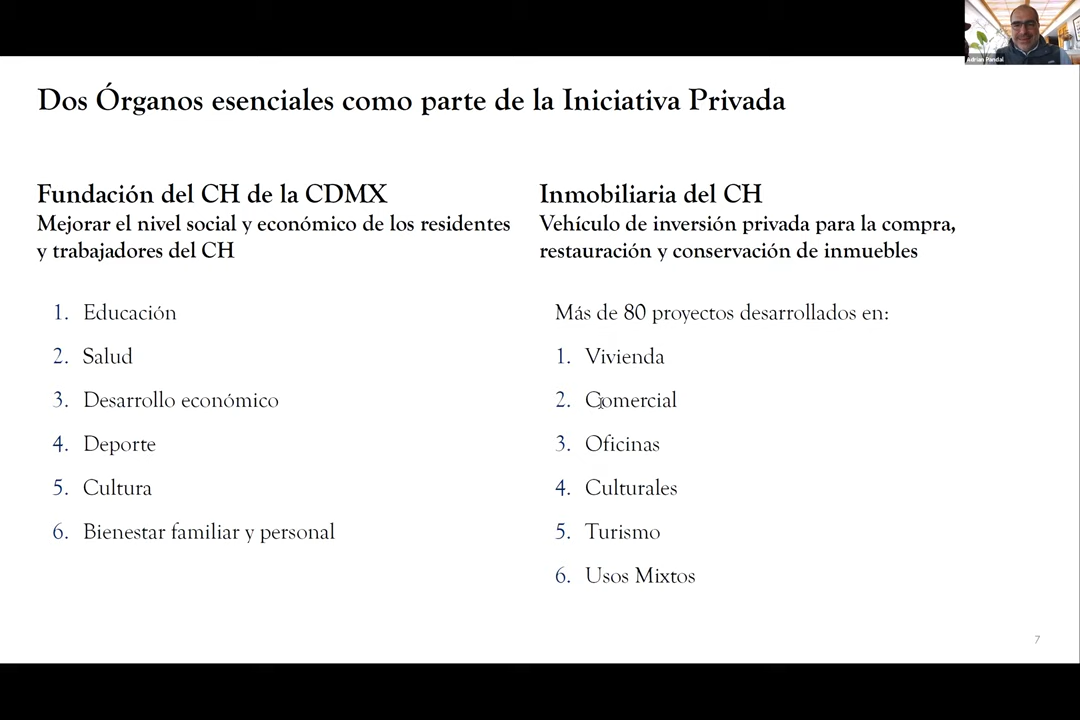 Adrian Pandal
Dos Órganos esenciales como parte de la Iniciativa Privada
Fundación del CH de la CDMX
Mejorar el nivel social y económico de los residentes
y trabajadores del CH
1. Educación
2. Salud
3. Desarrollo económico
4. Deporte
5. Cultura
6. Bienestar familiar y personal
Inmobiliaria del CH
Vehículo de inversión privada para la compra,
restauración y conservación de inmuebles
Más de 80 proyectos desarrollados en:
1. Vivienda
2. Comercial
3. Oficinas
4. Culturales
5. Turismo
6. Usos Mixtos
7